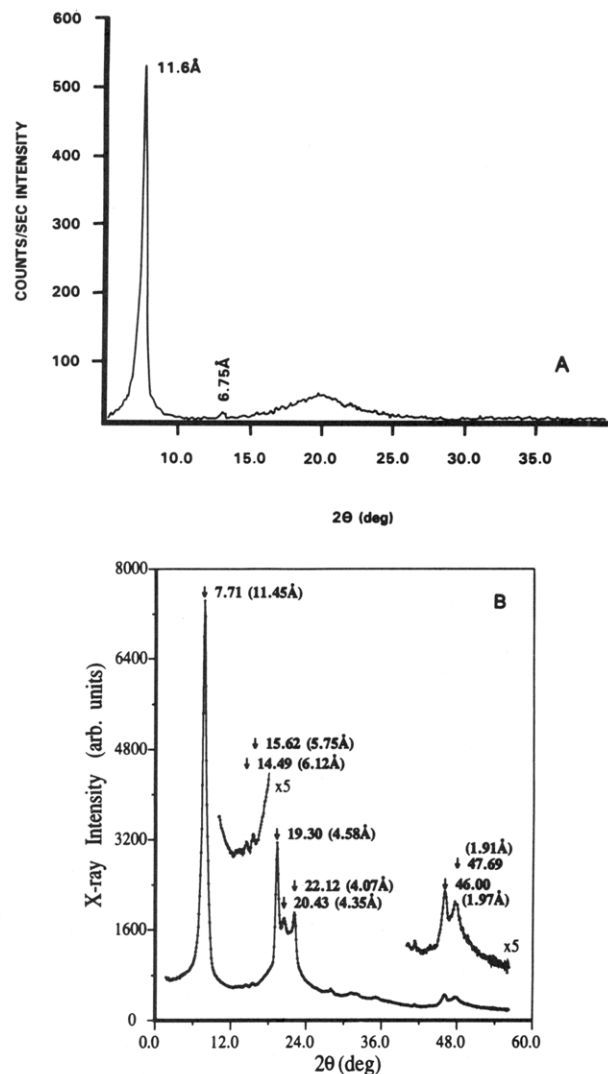 600
500
400
300
200
100
COUNTS/SEC INTENSITY
11.6Å
6.75Å
A
10.0 15.0 20.0 25.0 30.0 35.0
2θ (deg)
8000
6400
4800
3200
1600
0
X-ray Intensity (arb. units)
B
7.71 (11.45Å)
15.62 (5.75Å)
14.49 (6.12Å)
x5
19.30 (4.58Å)
22.12 (4.07Å)
20.43 (4.35Å)
(1.91Å)
47.69
46.00
(1.97Å)
x5
0.0 12.0 24.0 36.0 48.0 60.0
2θ(deg)